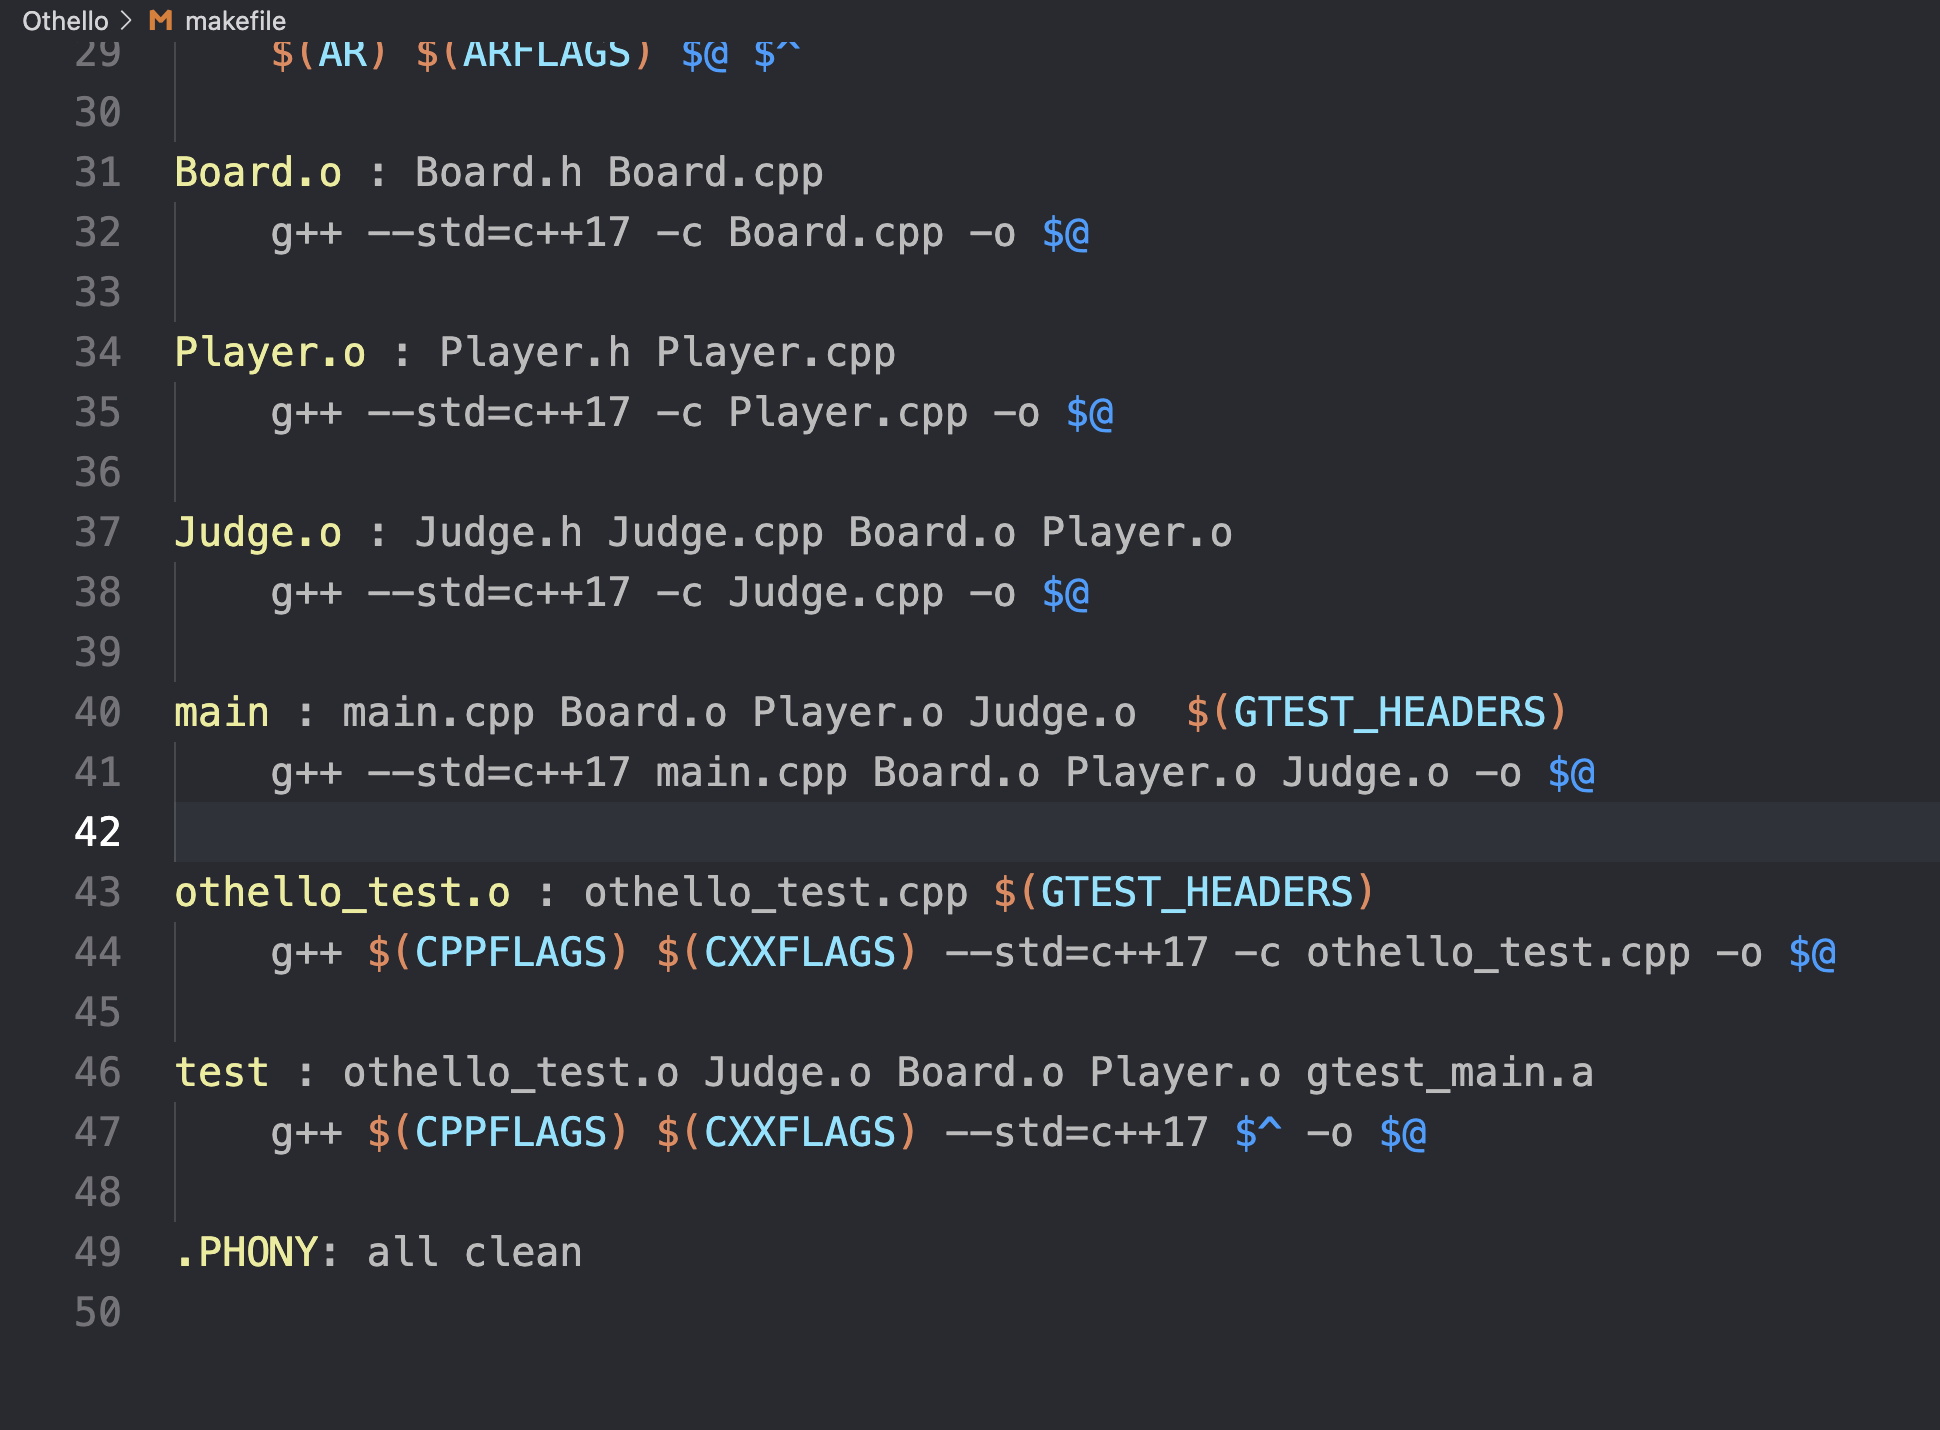 Othello > M makefile
29 $(AR) $(ARFLAGS) $@ $^
30
31 Board.o : Board.h Board.cpp
32 g++ --std=c++17 -c Board.cpp -o $@
33
34 Player.o : Player.h Player.cpp
35 g++ --std=c++17 -c Player.cpp -o $@
36
37 Judge.o : Judge.h Judge.cpp Board.o Player.o
38 g++ --std=c++17 -c Judge.cpp -o $@
39
40 main : main.cpp Board.o Player.o Judge.o  $(GTEST_HEADERS)
41 g++ --std=c++17 main.cpp Board.o Player.o Judge.o -o $@
42
43 othello_test.o : othello_test.cpp $(GTEST_HEADERS)
44 g++ $(CPPFLAGS) $(CXXFLAGS) --std=c++17 -c othello_test.cpp -o $@
45
46 test : othello_test.o Judge.o Board.o Player.o gtest_main.a
47 g++ $(CPPFLAGS) $(CXXFLAGS) --std=c++17 $^ -o $@
48
49 .PHONY: all clean
50